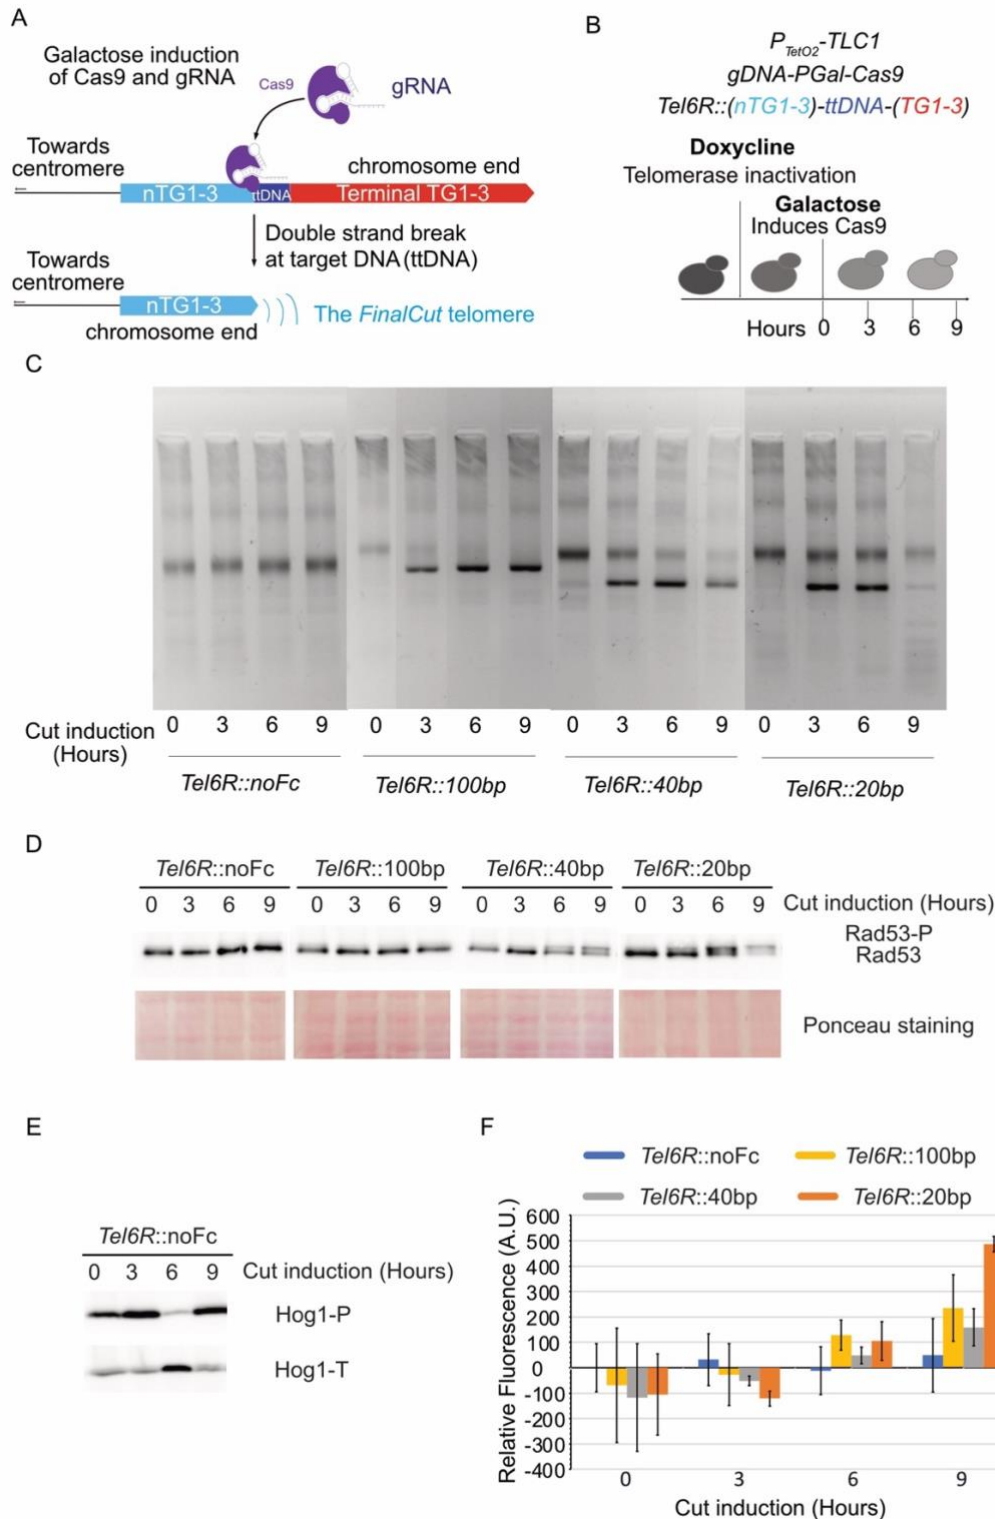 A
Galactose induction
of Cas9 and gRNA
Cas9
gRNA
Towards
centromere
chromosome end
nTG1-3
ttDNA
Terminal TG1-3
Double strand break
at target DNA (ttDNA)
Towards
centromere
nTG1-3
chromosome end
The FinalCut telomere
B
PTetO2-TLC1
gDNA-PGal-Cas9
Tel6R::(nTG1-3)-ttDNA-(TG1-3)
Doxycline
Telomerase inactivation
Galactose
Induces Cas9
Hours 0 3 6 9
C
0 3 6 9 0 3 6 9 0 3 6 9 0 3 6 9
Cut induction
(Hours)
Tel6R::noFc Tel6R::100bp Tel6R::40bp Tel6R::20bp
D
Tel6R::noFc Tel6R::100bp Tel6R::40bp Tel6R::20bp
0 3 6 9 0 3 6 9 0 3 6 9 0 3 6 9 Cut induction (Hours)
Rad53-P
Rad53
Ponceau staining
E
Tel6R::noFc
0 3 6 9 Cut induction (Hours)
Hog1-P
Hog1-T
F
Tel6R::noFc Tel6R::100bp
Tel6R::40bp Tel6R::20bp
Relative Fluorescence (A.U.)
600
500
400
300
200
100
0
-100
-200
-300
-400
0 3 6 9
Cut induction (Hours)